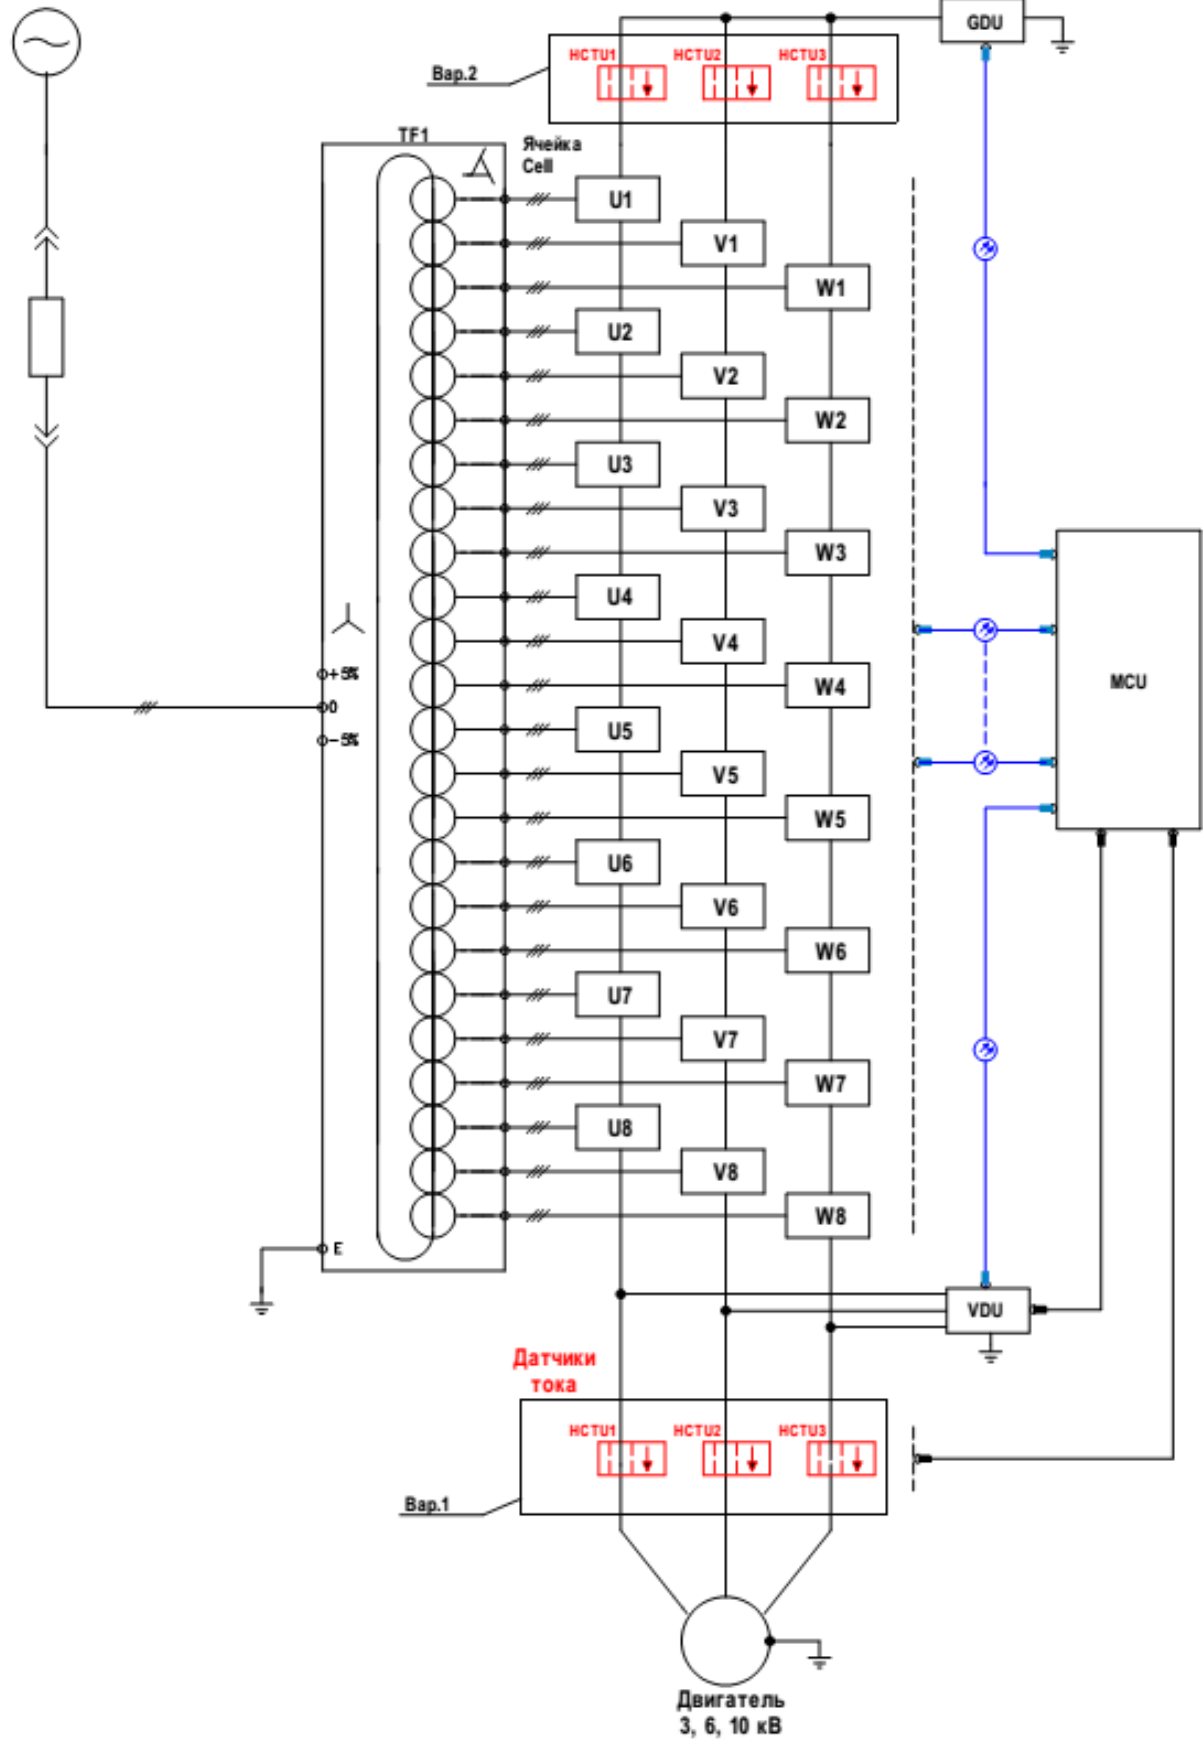 GDU
HCTU1
HCTU2
HCTU3
Вар.2
TF1
Ячейка
Cell
U1
V1
W1
U2
V2
W2
U3
V3
W3
U4
V4
W4
+5%
0
-5%
MCU
U5
V5
W5
U6
V6
W6
U7
V7
W7
U8
V8
W8
E
VDU
Датчики
тока
HCTU1
HCTU2
HCTU3
Вар.1
Двигатель
3, 6, 10 кВ